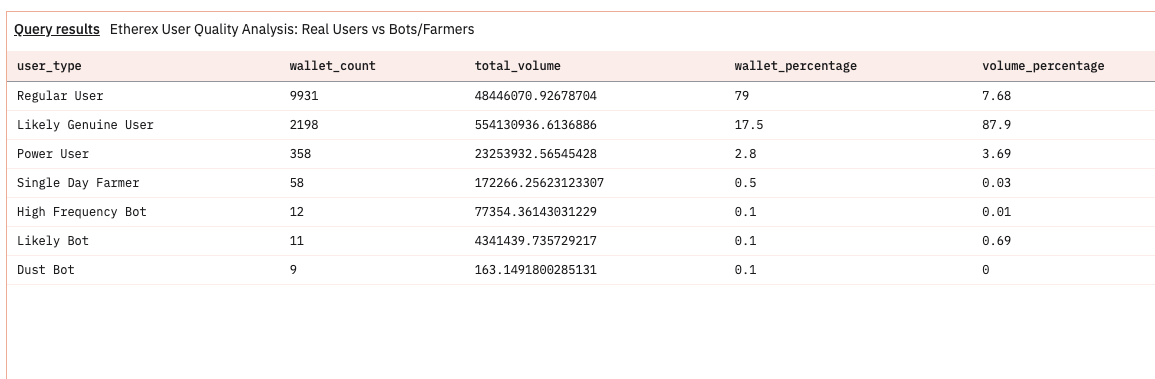 Query results Etherex User Quality Analysis: Real Users vs Bots/Farmers
user_type wallet_count total_volume wallet_percentage volume_percentage
Regular User 9931 48446070.92678704 79 7.68
Likely Genuine User 2198 554130936.6136886 17.5 87.9
Power User 358 23253932.56545428 2.8 3.69
Single Day Farmer 58 172266.25623123307 0.5 0.03
High Frequency Bot 12 77354.36143031229 0.1 0.01
Likely Bot 11 4341439.735729217 0.1 0.69
Dust Bot 9 163.1491800285131 0.1 0